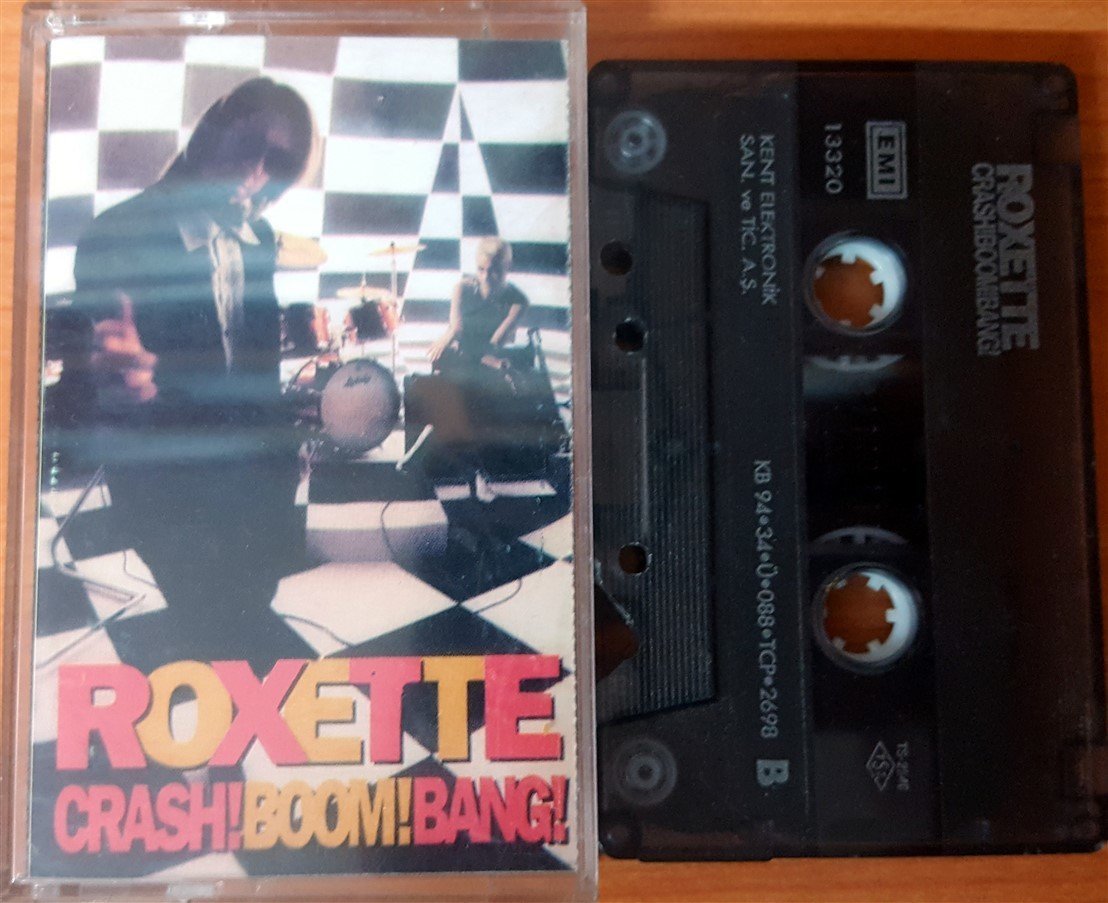 ROXETTE
CRASH!BOOM!BANG!
Ludwig
ROXETTE
CRASH!BOOM!BANG!
EMI
13320
KENT ELEKTRONİK
SAN. ve TİC. A.Ş.
KB 94•34•Ü•088•TCP•2698 B